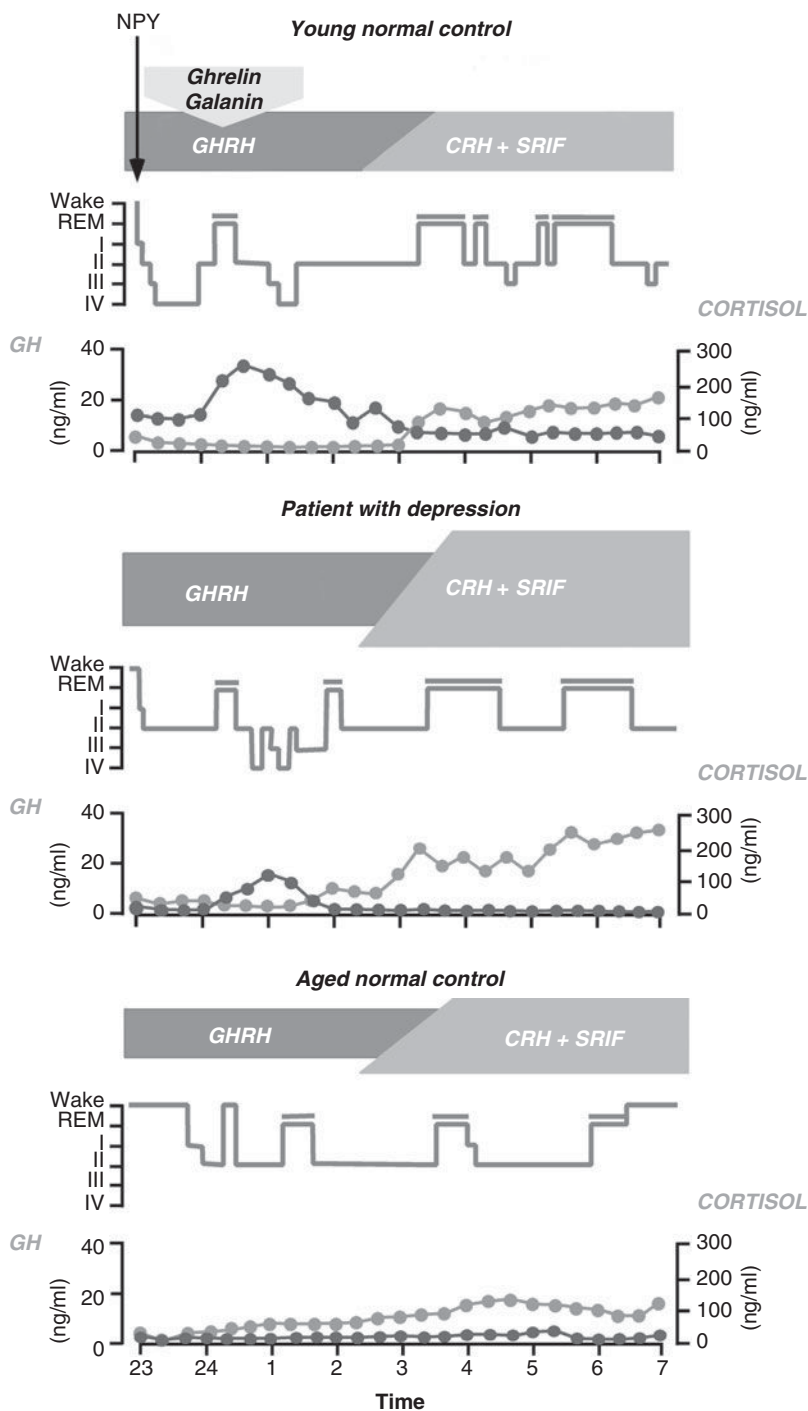 NPY
Young normal control
Ghrelin
Galanin
GHRH
CRH + SRIF
Wake
REM
I
II
III
IV
CORTISOL
GH
(ng/ml)
40
20
0
300
200
100
0
(ng/ml)
Patient with depression
GHRH
CRH + SRIF
Wake
REM
I
II
III
IV
CORTISOL
GH
(ng/ml)
40
20
0
300
200
100
0
(ng/ml)
Aged normal control
GHRH
CRH + SRIF
Wake
REM
I
II
III
IV
CORTISOL
GH
(ng/ml)
40
20
0
300
200
100
0
(ng/ml)
23 24 1 2 3 4 5 6 7
Time